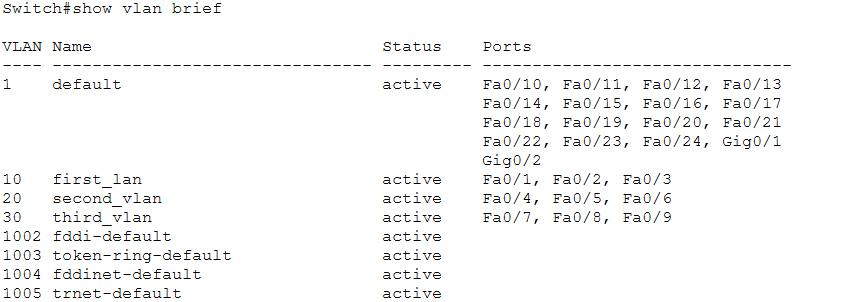 Switch#show vlan brief
VLAN Name                             Status    Ports
---- -------------------------------- --------- -------------------------------
1    default                          active    Fa0/10, Fa0/11, Fa0/12, Fa0/13
                                                Fa0/14, Fa0/15, Fa0/16, Fa0/17
                                                Fa0/18, Fa0/19, Fa0/20, Fa0/21
                                                Fa0/22, Fa0/23, Fa0/24, Gig0/1
                                                Gig0/2
10   first_lan                        active    Fa0/1, Fa0/2, Fa0/3
20   second_vlan                      active    Fa0/4, Fa0/5, Fa0/6
30   third_vlan                       active    Fa0/7, Fa0/8, Fa0/9
1002 fddi-default                     active
1003 token-ring-default               active
1004 fddinet-default                  active
1005 trnet-default                    active